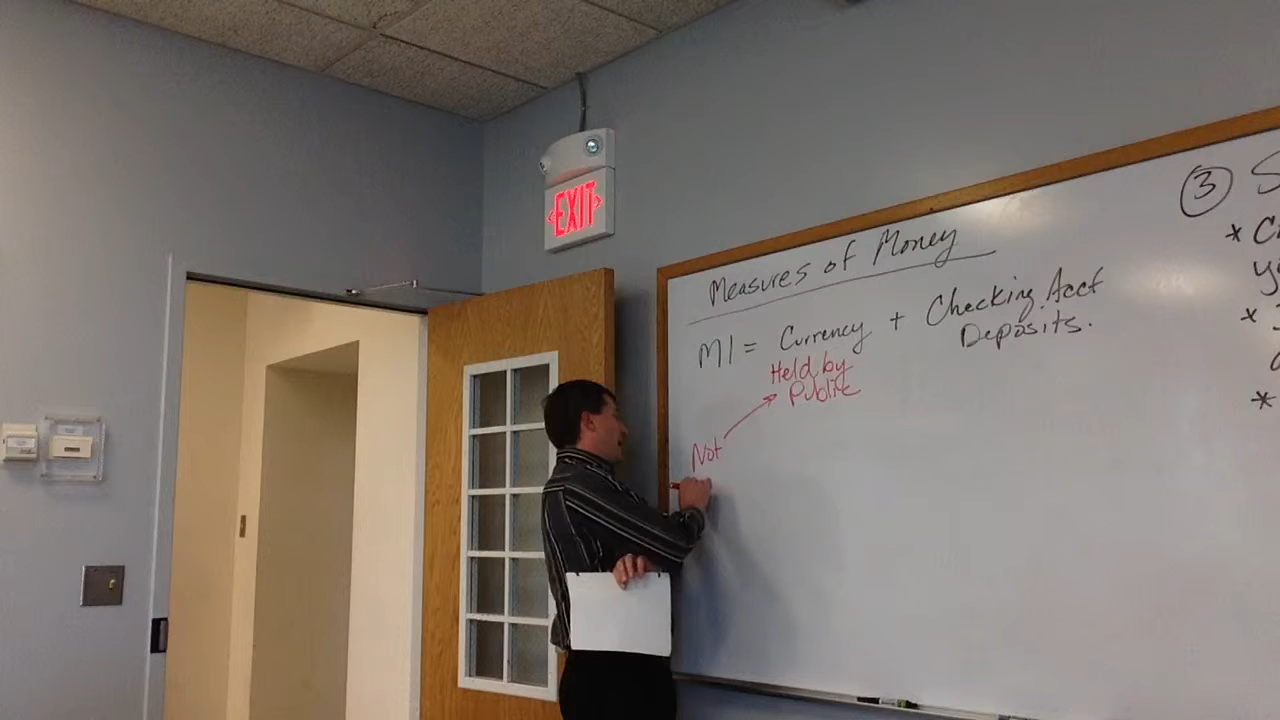 EXIT
Measures of Money
M1 = Currency + Checking Acct
Deposits.
Held by
Public
Not
3
*
*
*